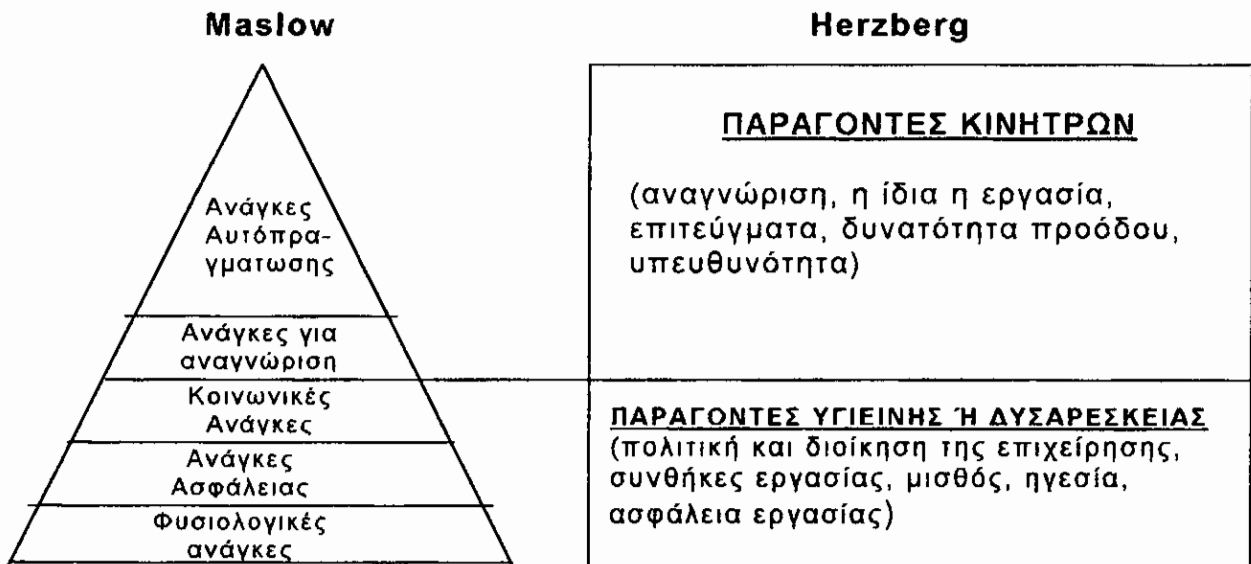 Maslow
Ανάγκες
Αυτόπρα-
γμάτωσης
Ανάγκες για
αναγνώριση
Κοινωνικές
Ανάγκες
Ανάγκες
Ασφάλειας
Φυσιολογικές
ανάγκες
Herzberg
ΠΑΡΑΓΟΝΤΕΣ ΚΙΝΗΤΡΩΝ
(αναγνώριση, η ίδια η εργασία,
επιτεύγματα, δυνατότητα προόδου,
υπευθυνότητα)
ΠΑΡΑΓΟΝΤΕΣ ΥΓΙΕΙΝΗΣ Ή ΔΥΣΑΡΕΣΚΕΙΑΣ
(πολιτική και διοίκηση της επιχείρησης,
συνθήκες εργασίας, μισθός, ηγεσία,
ασφάλεια εργασίας)